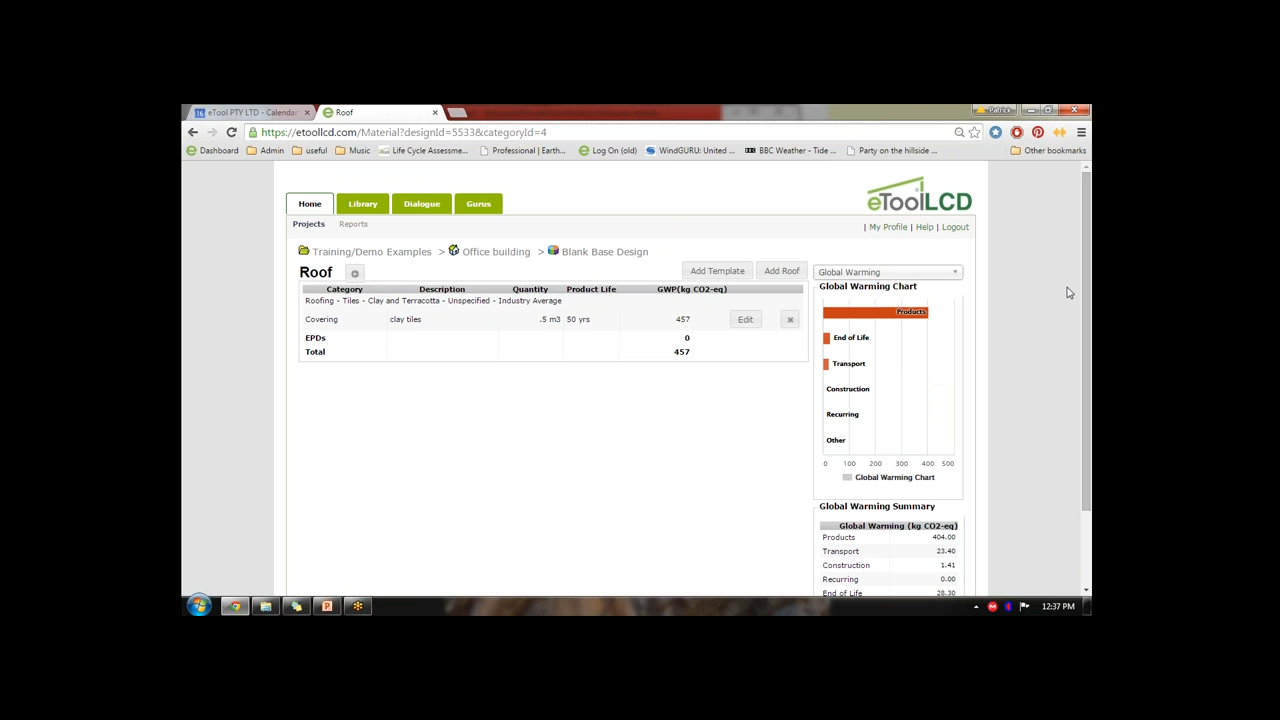 eTool PTY LTD - Calenda
Roof
Patrick
https://etoollcd.com/Material?designId=5533&categoryId=4
Dashboard Admin useful Music Life Cycle Assessme... Professional | Earth... Log On (old) WindGURU: United ... BBC Weather - Tide ... Party on the hillside ... Other bookmarks
Home Library Dialogue Gurus
eToolLCD
Projects Reports
| My Profile | Help | Logout
Training/Demo Examples > Office building > Blank Base Design
Roof Add Template Add Roof
Category Description Quantity Product Life GWP(kg CO2-eq)
Roofing - Tiles - Clay and Terracotta - Unspecified - Industry Average
Covering clay tiles .5 m3 50 yrs 457 Edit
EPDs 0
Total 457
Global Warming
Global Warming Chart
Products
End of Life
Transport
Construction
Recurring
Other
0 100 200 300 400 500
Global Warming Chart
Global Warming Summary
Global Warming (kg CO2-eq)
Products 404.00
Transport 23.40
Construction 1.41
Recurring 0.00
End of Life 28.30
12:37 PM